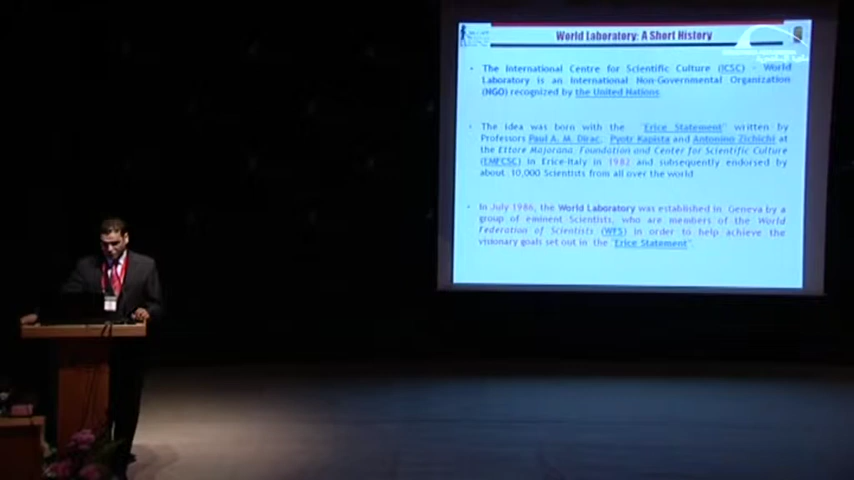 World Laboratory: A Short History
The International Centre for Scientific Culture (ICSC) - World
Laboratory is an International Non-Governmental Organization
(NGO) recognized by the United Nations
The idea was born with the "Erice Statement" written by
Professors Paul A. M. Dirac, Pyotr Kapista and Antonino Zichichi at
the Ettore Majorana Foundation and Center for Scientific Culture
(EMFCSC) in Erice-Italy in 1982 and subsequently endorsed by
about 10,000 Scientists from all over the world
In July 1986, the World Laboratory was established in Geneva by a
group of eminent Scientists, who are members of the World
Federation of Scientists (WFS) in order to help achieve the
visionary goals set out in the "Erice Statement".